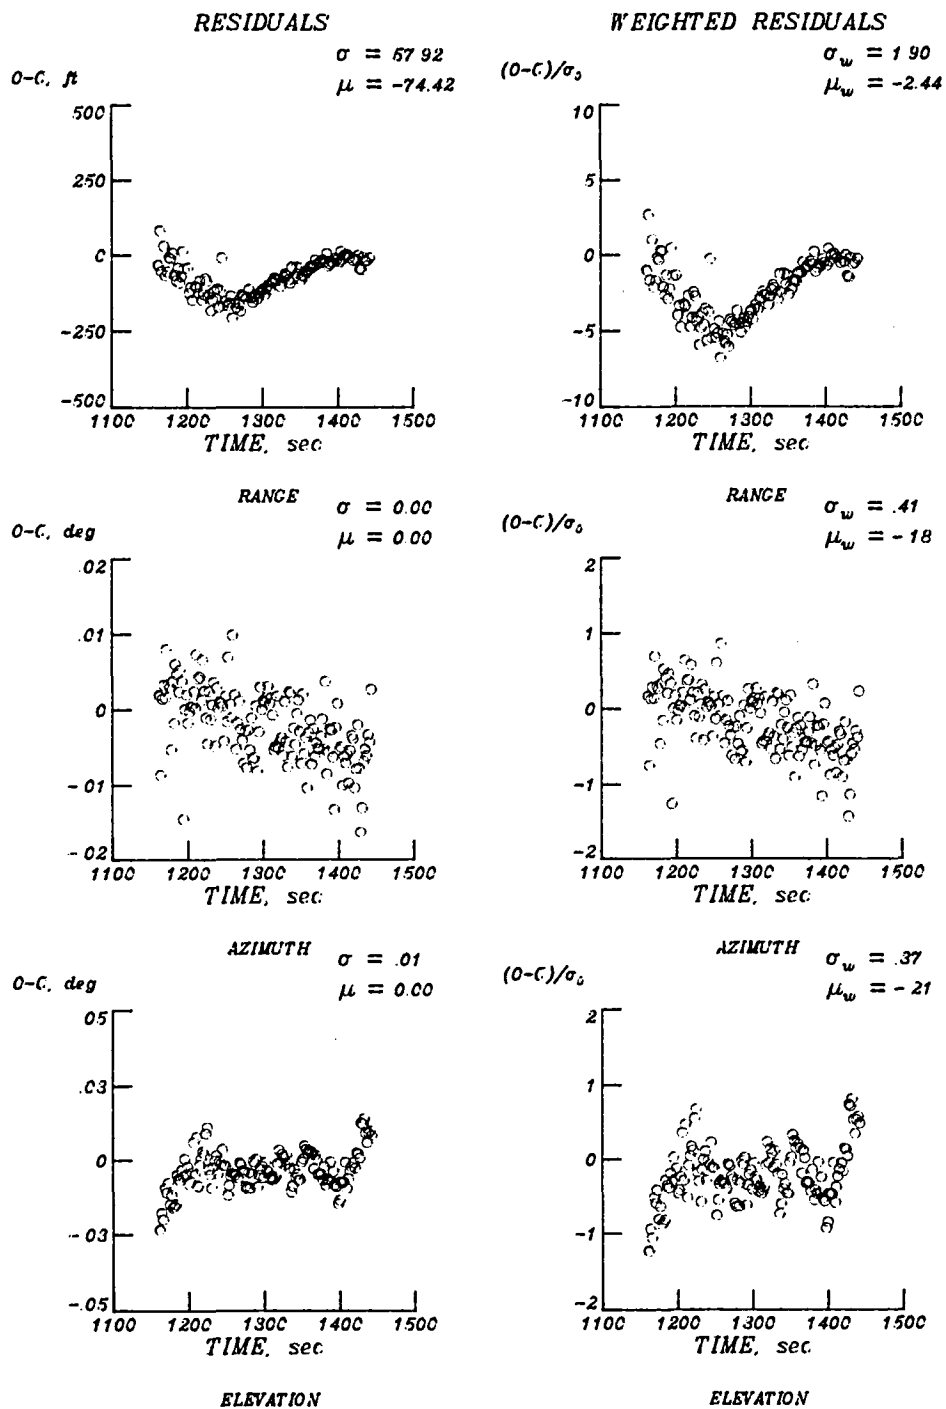 RESIDUALS
WEIGHTED RESIDUALS
σ = 57 92
μ = -74.42
O-C, ft
σw = 1 90
μw = -2.44
(O-C)/σ0
500
250
0
-250
-500
1100 1200 1300 1400 1500
TIME, sec
10
5
0
-5
-10
1100 1200 1300 1400 1500
TIME, sec
RANGE
RANGE
σ = 0.00
μ = 0.00
O-C, deg
σw = .41
μw = - 18
(O-C)/σ0
.02
.01
0
- 01
- 02
1100 1200 1300 1400 1500
TIME, sec
2
1
0
-1
-2
1100 1200 1300 1400 1500
TIME, sec
AZIMUTH
AZIMUTH
σ = .01
μ = 0.00
O-C, deg
σw = .37
μw = - 21
(O-C)/σ0
05
.03
0
- 03
-.05
1100 1200 1300 1400 1500
TIME, sec
2
1
0
-1
-2
1100 1200 1300 1400 1500
TIME, sec
ELEVATION
ELEVATION